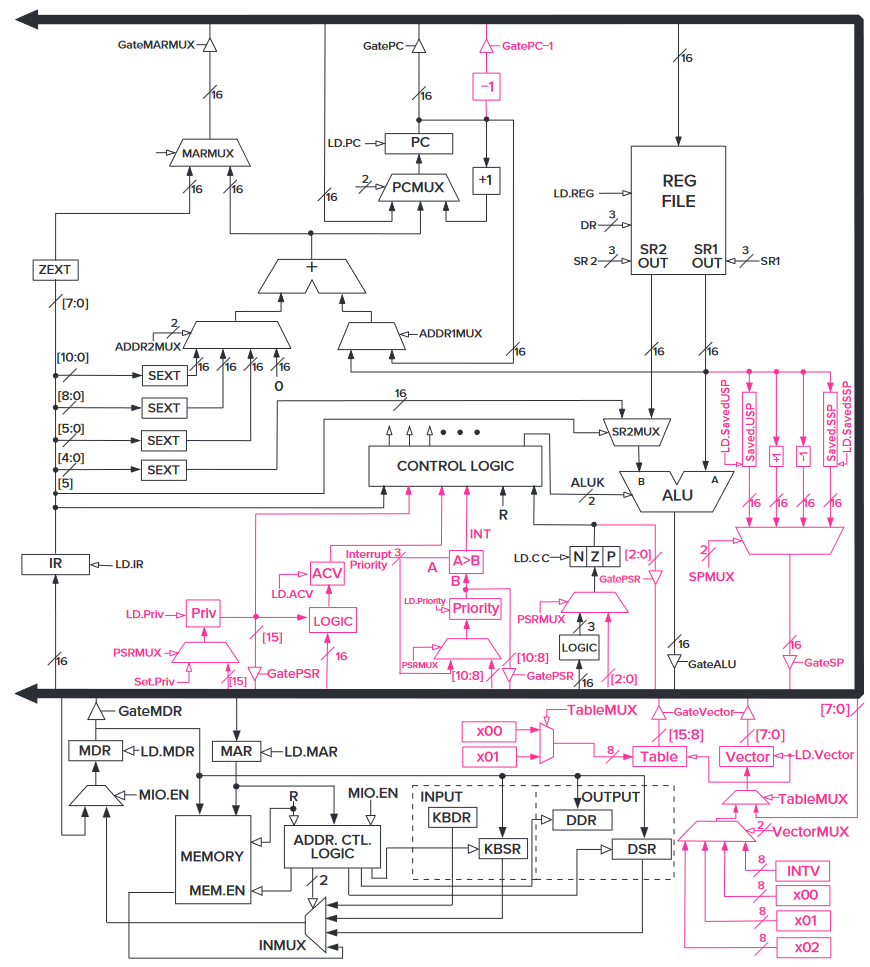 GateMARMUX
GatePC
GatePC-1
16
16
−1
16
LD.PC
PC
MARMUX
2
PCMUX
+1
REG
FILE
16
16
16
LD.REG
3
DR
3
SR2
SR2
OUT
SR1
OUT
3
SR1
ZEXT
+
[7:0]
2
ADDR2MUX
ADDR1MUX
16
16
16
16
16
16
16
0
[10:0]
SEXT
[8:0]
SEXT
[5:0]
SEXT
[4:0]
SEXT
[5]
16
SR2MUX
LD.SavedUSP
Saved.USP
+1
−1
Saved.SSP
LD.SavedSSP
CONTROL LOGIC
ALUK
2
B
A
ALU
16
16
16
16
R
INT
2
SPMUX
IR
LD.IR
Interrupt
Priority
3
A
A>B
B
LD.CC
N Z P
[2:0]
GatePSR
LD.ACV
ACV
LD.Priv
Priv
LOGIC
LD.Priority
Priority
PSRMUX
3
LOGIC
[15]
PSRMUX
16
PSRMUX
16
16
GateALU
GateSP
16
Set.Priv
[15]
GatePSR
[10:8]
[10:8]
GatePSR
16
[2:0]
GateMDR
TableMUX
GateVector
[7:0]
MDR
LD.MDR
MAR
LD.MAR
x00
x01
8
[15:8]
Table
[7:0]
Vector
LD.Vector
MIO.EN
R
MIO.EN
INPUT
OUTPUT
TableMUX
KBDR
DDR
2
VectorMUX
MEMORY
MEM.EN
ADDR. CTL.
LOGIC
KBSR
DSR
2
8
INTV
8
x00
8
x01
8
x02
INMUX